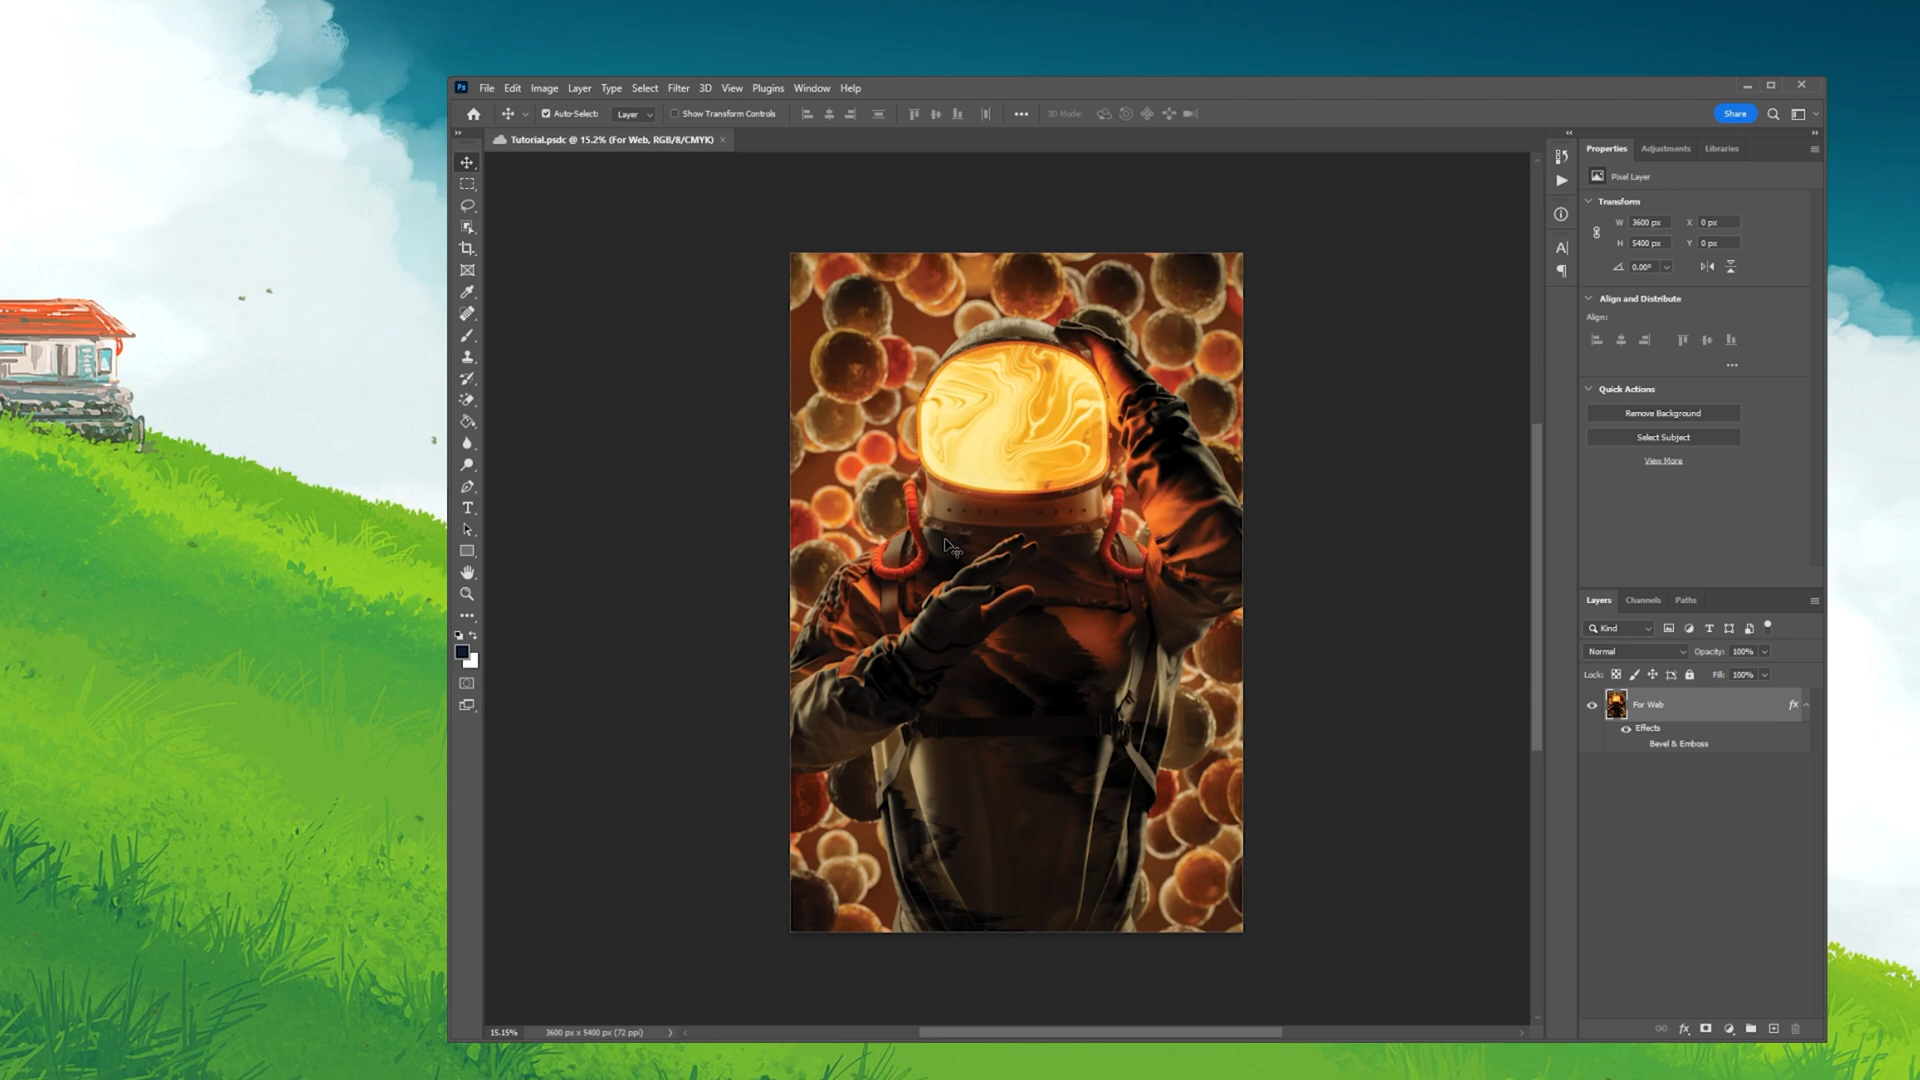 Ps File Edit Image Layer Type Select Filter 3D View Plugins Window Help
Auto-Select: Layer Show Transform Controls 3D Mode: Share
Tutorial.psdc @ 15.2% (For Web, RGB/8/CMYK)
Properties Adjustments Libraries
Pixel Layer
Transform
W 3600 px X 0 px
H 5400 px Y 0 px
0.00°
Align and Distribute
Align:
Quick Actions
Remove Background
Select Subject
View More
Layers Channels Paths
Kind
Normal Opacity: 100%
Lock: Fill: 100%
For Web fx
Effects
Bevel & Emboss
15.15% 3600 px x 5400 px (72 ppi)
fx